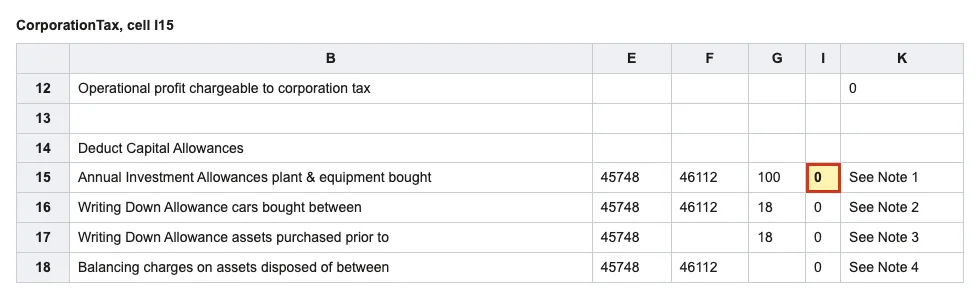 CorporationTax, cell I15
B E F G I K
12 Operational profit chargeable to corporation tax 0
13
14 Deduct Capital Allowances
15 Annual Investment Allowances plant & equipment bought 45748 46112 100 0 See Note 1
16 Writing Down Allowance cars bought between 45748 46112 18 0 See Note 2
17 Writing Down Allowance assets purchased prior to 45748 18 0 See Note 3
18 Balancing charges on assets disposed of between 45748 46112 0 See Note 4